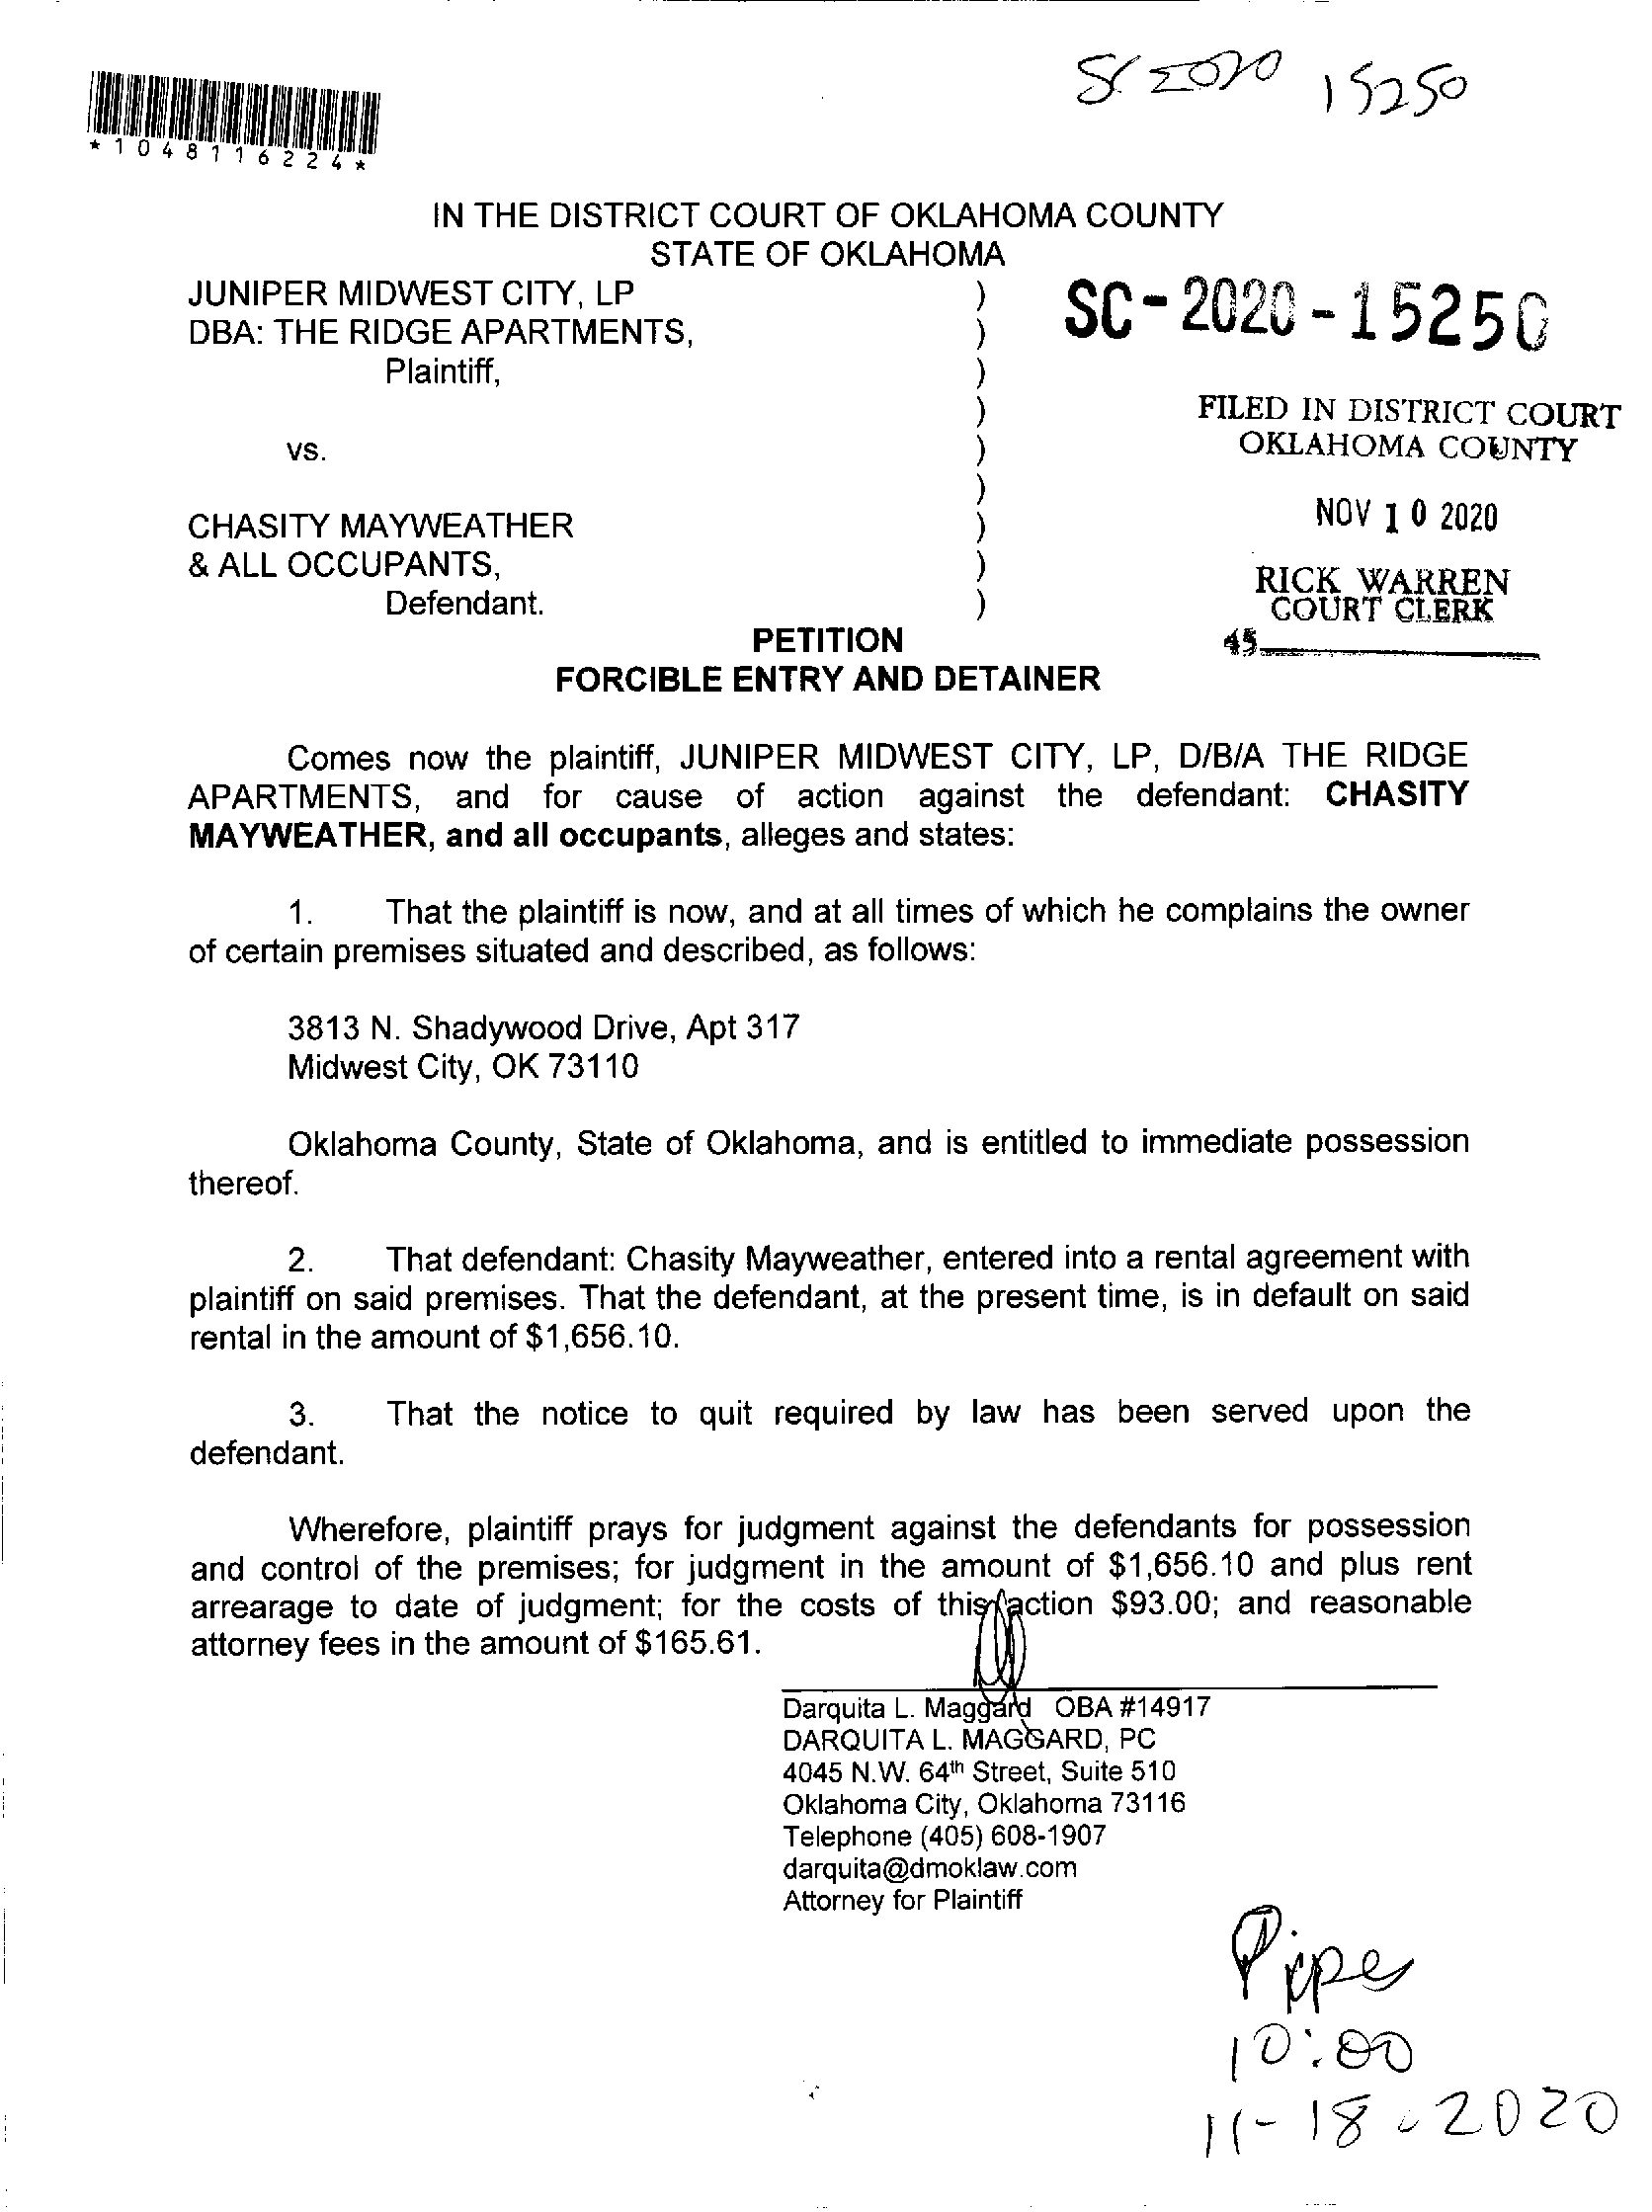 SC 2020 15250
*1048116224*
IN THE DISTRICT COURT OF OKLAHOMA COUNTY
STATE OF OKLAHOMA
JUNIPER MIDWEST CITY, LP )
DBA: THE RIDGE APARTMENTS, )
Plaintiff, )
)
vs. )
)
CHASITY MAYWEATHER )
& ALL OCCUPANTS, )
Defendant. )
SC-2020-15250
FILED IN DISTRICT COURT
OKLAHOMA COUNTY
NOV 10 2020
RICK WARREN
COURT CLERK
45
PETITION
FORCIBLE ENTRY AND DETAINER
Comes now the plaintiff, JUNIPER MIDWEST CITY, LP, D/B/A THE RIDGE
APARTMENTS, and for cause of action against the defendant: CHASITY
MAYWEATHER, and all occupants, alleges and states:
1. That the plaintiff is now, and at all times of which he complains the owner
of certain premises situated and described, as follows:
3813 N. Shadywood Drive, Apt 317
Midwest City, OK 73110
Oklahoma County, State of Oklahoma, and is entitled to immediate possession
thereof.
2. That defendant: Chasity Mayweather, entered into a rental agreement with
plaintiff on said premises. That the defendant, at the present time, is in default on said
rental in the amount of $1,656.10.
3. That the notice to quit required by law has been served upon the
defendant.
Wherefore, plaintiff prays for judgment against the defendants for possession
and control of the premises; for judgment in the amount of $1,656.10 and plus rent
arrearage to date of judgment; for the costs of this action $93.00; and reasonable
attorney fees in the amount of $165.61.
Darquita L. Maggard OBA #14917
DARQUITA L. MAGGARD, PC
4045 N.W. 64th Street, Suite 510
Oklahoma City, Oklahoma 73116
Telephone (405) 608-1907
darquita@dmoklaw.com
Attorney for Plaintiff
Pipes
10:00
11-18-2020